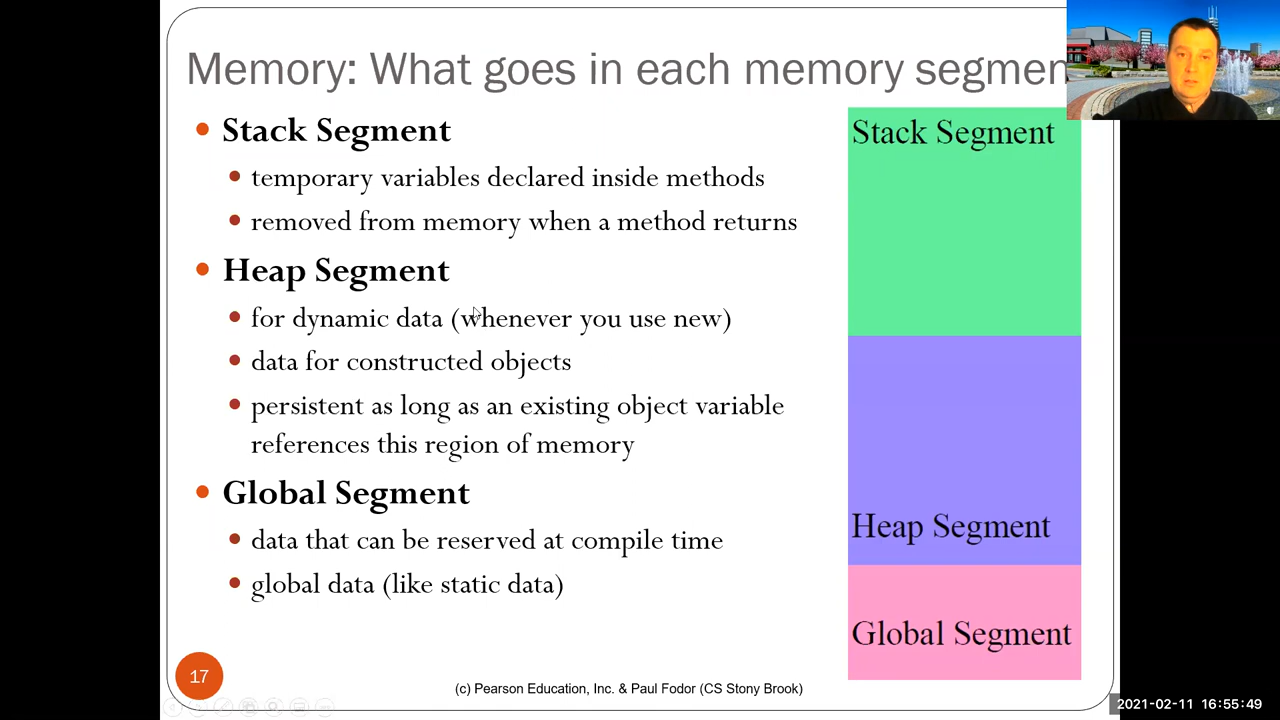 Memory: What goes in each memory segmen
Stack Segment
temporary variables declared inside methods
removed from memory when a method returns
Heap Segment
for dynamic data (whenever you use new)
data for constructed objects
persistent as long as an existing object variable
references this region of memory
Global Segment
data that can be reserved at compile time
global data (like static data)
Stack Segment
Heap Segment
Global Segment
17
(c) Pearson Education, Inc. & Paul Fodor (CS Stony Brook)
2021-02-11 16:55:49